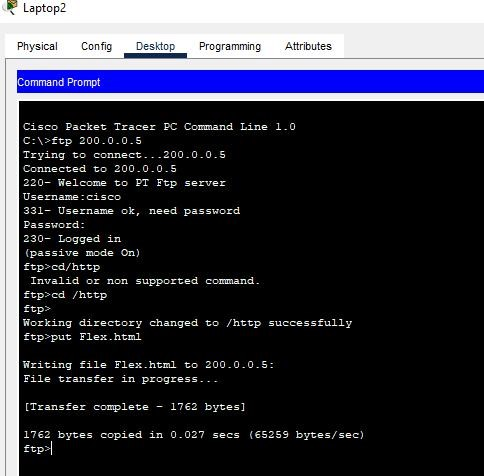 Laptop2
Physical Config Desktop Programming Attributes
Command Prompt
Cisco Packet Tracer PC Command Line 1.0
C:\>ftp 200.0.0.5
Trying to connect...200.0.0.5
Connected to 200.0.0.5
220- Welcome to PT Ftp server
Username:cisco
331- Username ok, need password
Password:
230- Logged in
(passive mode On)
ftp>cd/http
 Invalid or non supported command.
ftp>cd /http
ftp>
Working directory changed to /http successfully
ftp>put Flex.html
Writing file Flex.html to 200.0.0.5:
File transfer in progress...
[Transfer complete - 1762 bytes]
1762 bytes copied in 0.027 secs (65259 bytes/sec)
ftp>